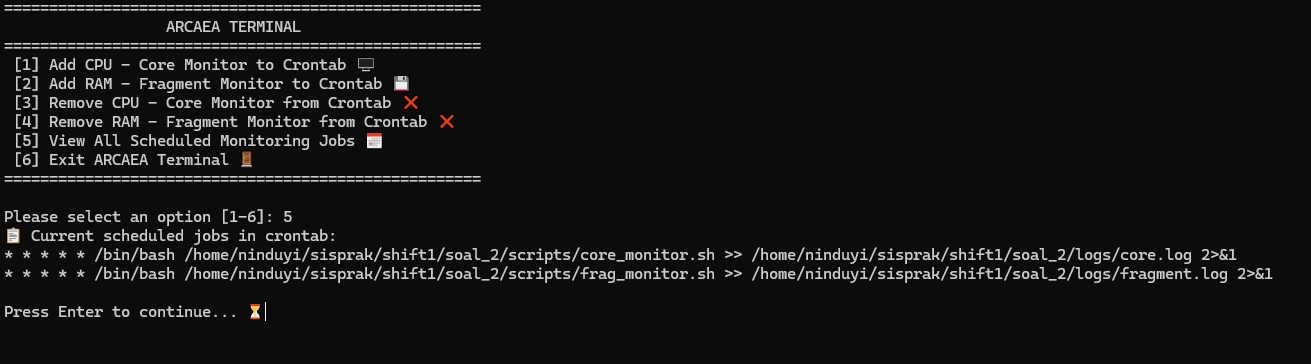 =====================================================
ARCAEA TERMINAL
=====================================================
[1] Add CPU - Core Monitor to Crontab 🖥️
[2] Add RAM - Fragment Monitor to Crontab 💾
[3] Remove CPU - Core Monitor from Crontab ❌
[4] Remove RAM - Fragment Monitor from Crontab ❌
[5] View All Scheduled Monitoring Jobs 📅
[6] Exit ARCAEA Terminal 🚪
=====================================================
Please select an option [1-6]: 5
📋 Current scheduled jobs in crontab:
* * * * * /bin/bash /home/ninduyi/sisprak/shift1/soal_2/scripts/core_monitor.sh >> /home/ninduyi/sisprak/shift1/soal_2/logs/core.log 2>&1
* * * * * /bin/bash /home/ninduyi/sisprak/shift1/soal_2/scripts/frag_monitor.sh >> /home/ninduyi/sisprak/shift1/soal_2/logs/fragment.log 2>&1
Press Enter to continue... ⏳